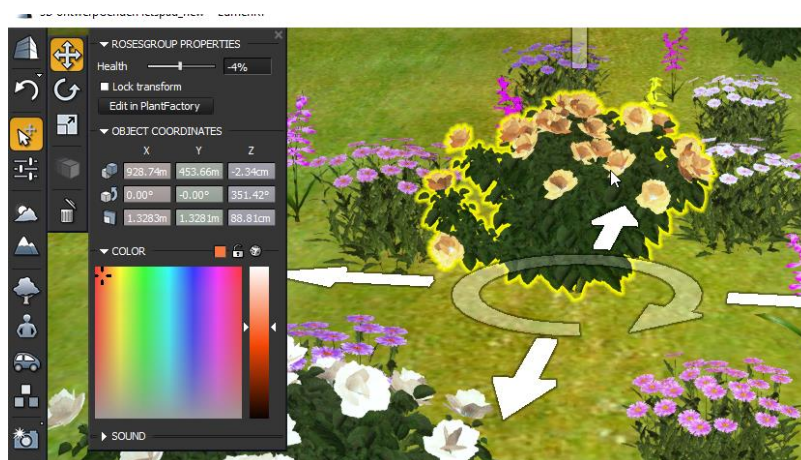 ROSESGROUP PROPERTIES
Health -4%
Lock transform
Edit in PlantFactory
OBJECT COORDINATES
X Y Z
928.74m 453.66m -2.34cm
0.00° -0.00° 351.42°
1.3283m 1.3281m 88.81cm
COLOR
SOUND